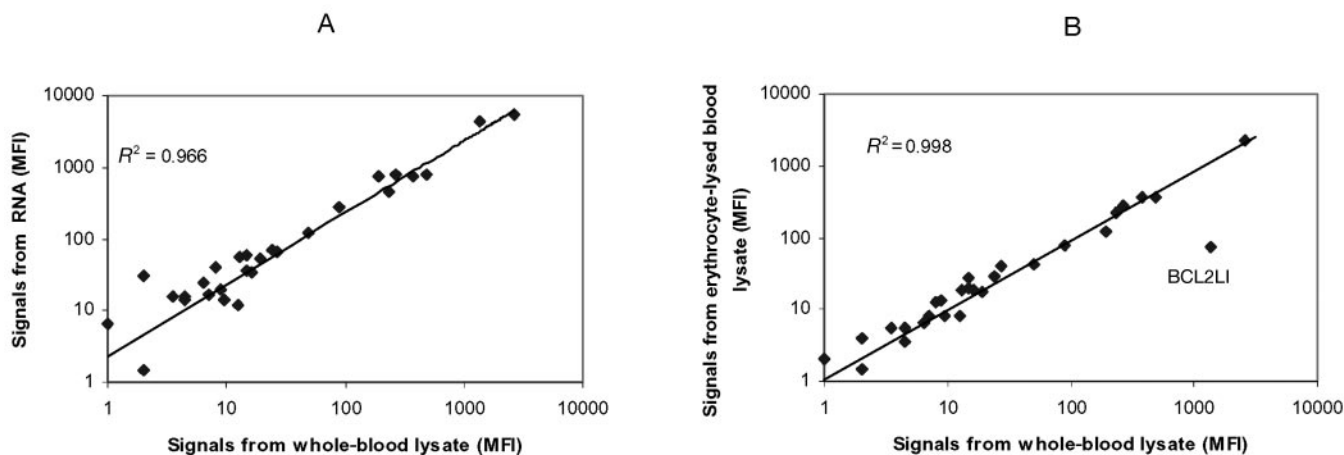 A
Signals from RNA (MFI)
10000
1000
100
10
1
R² = 0.966
1 10 100 1000 10000
Signals from whole-blood lysate (MFI)
B
Signals from erythrocyte-lysed blood
lysate (MFI)
10000
1000
100
10
1
R² = 0.998
BCL2LI
1 10 100 1000 10000
Signals from whole-blood lysate (MFI)